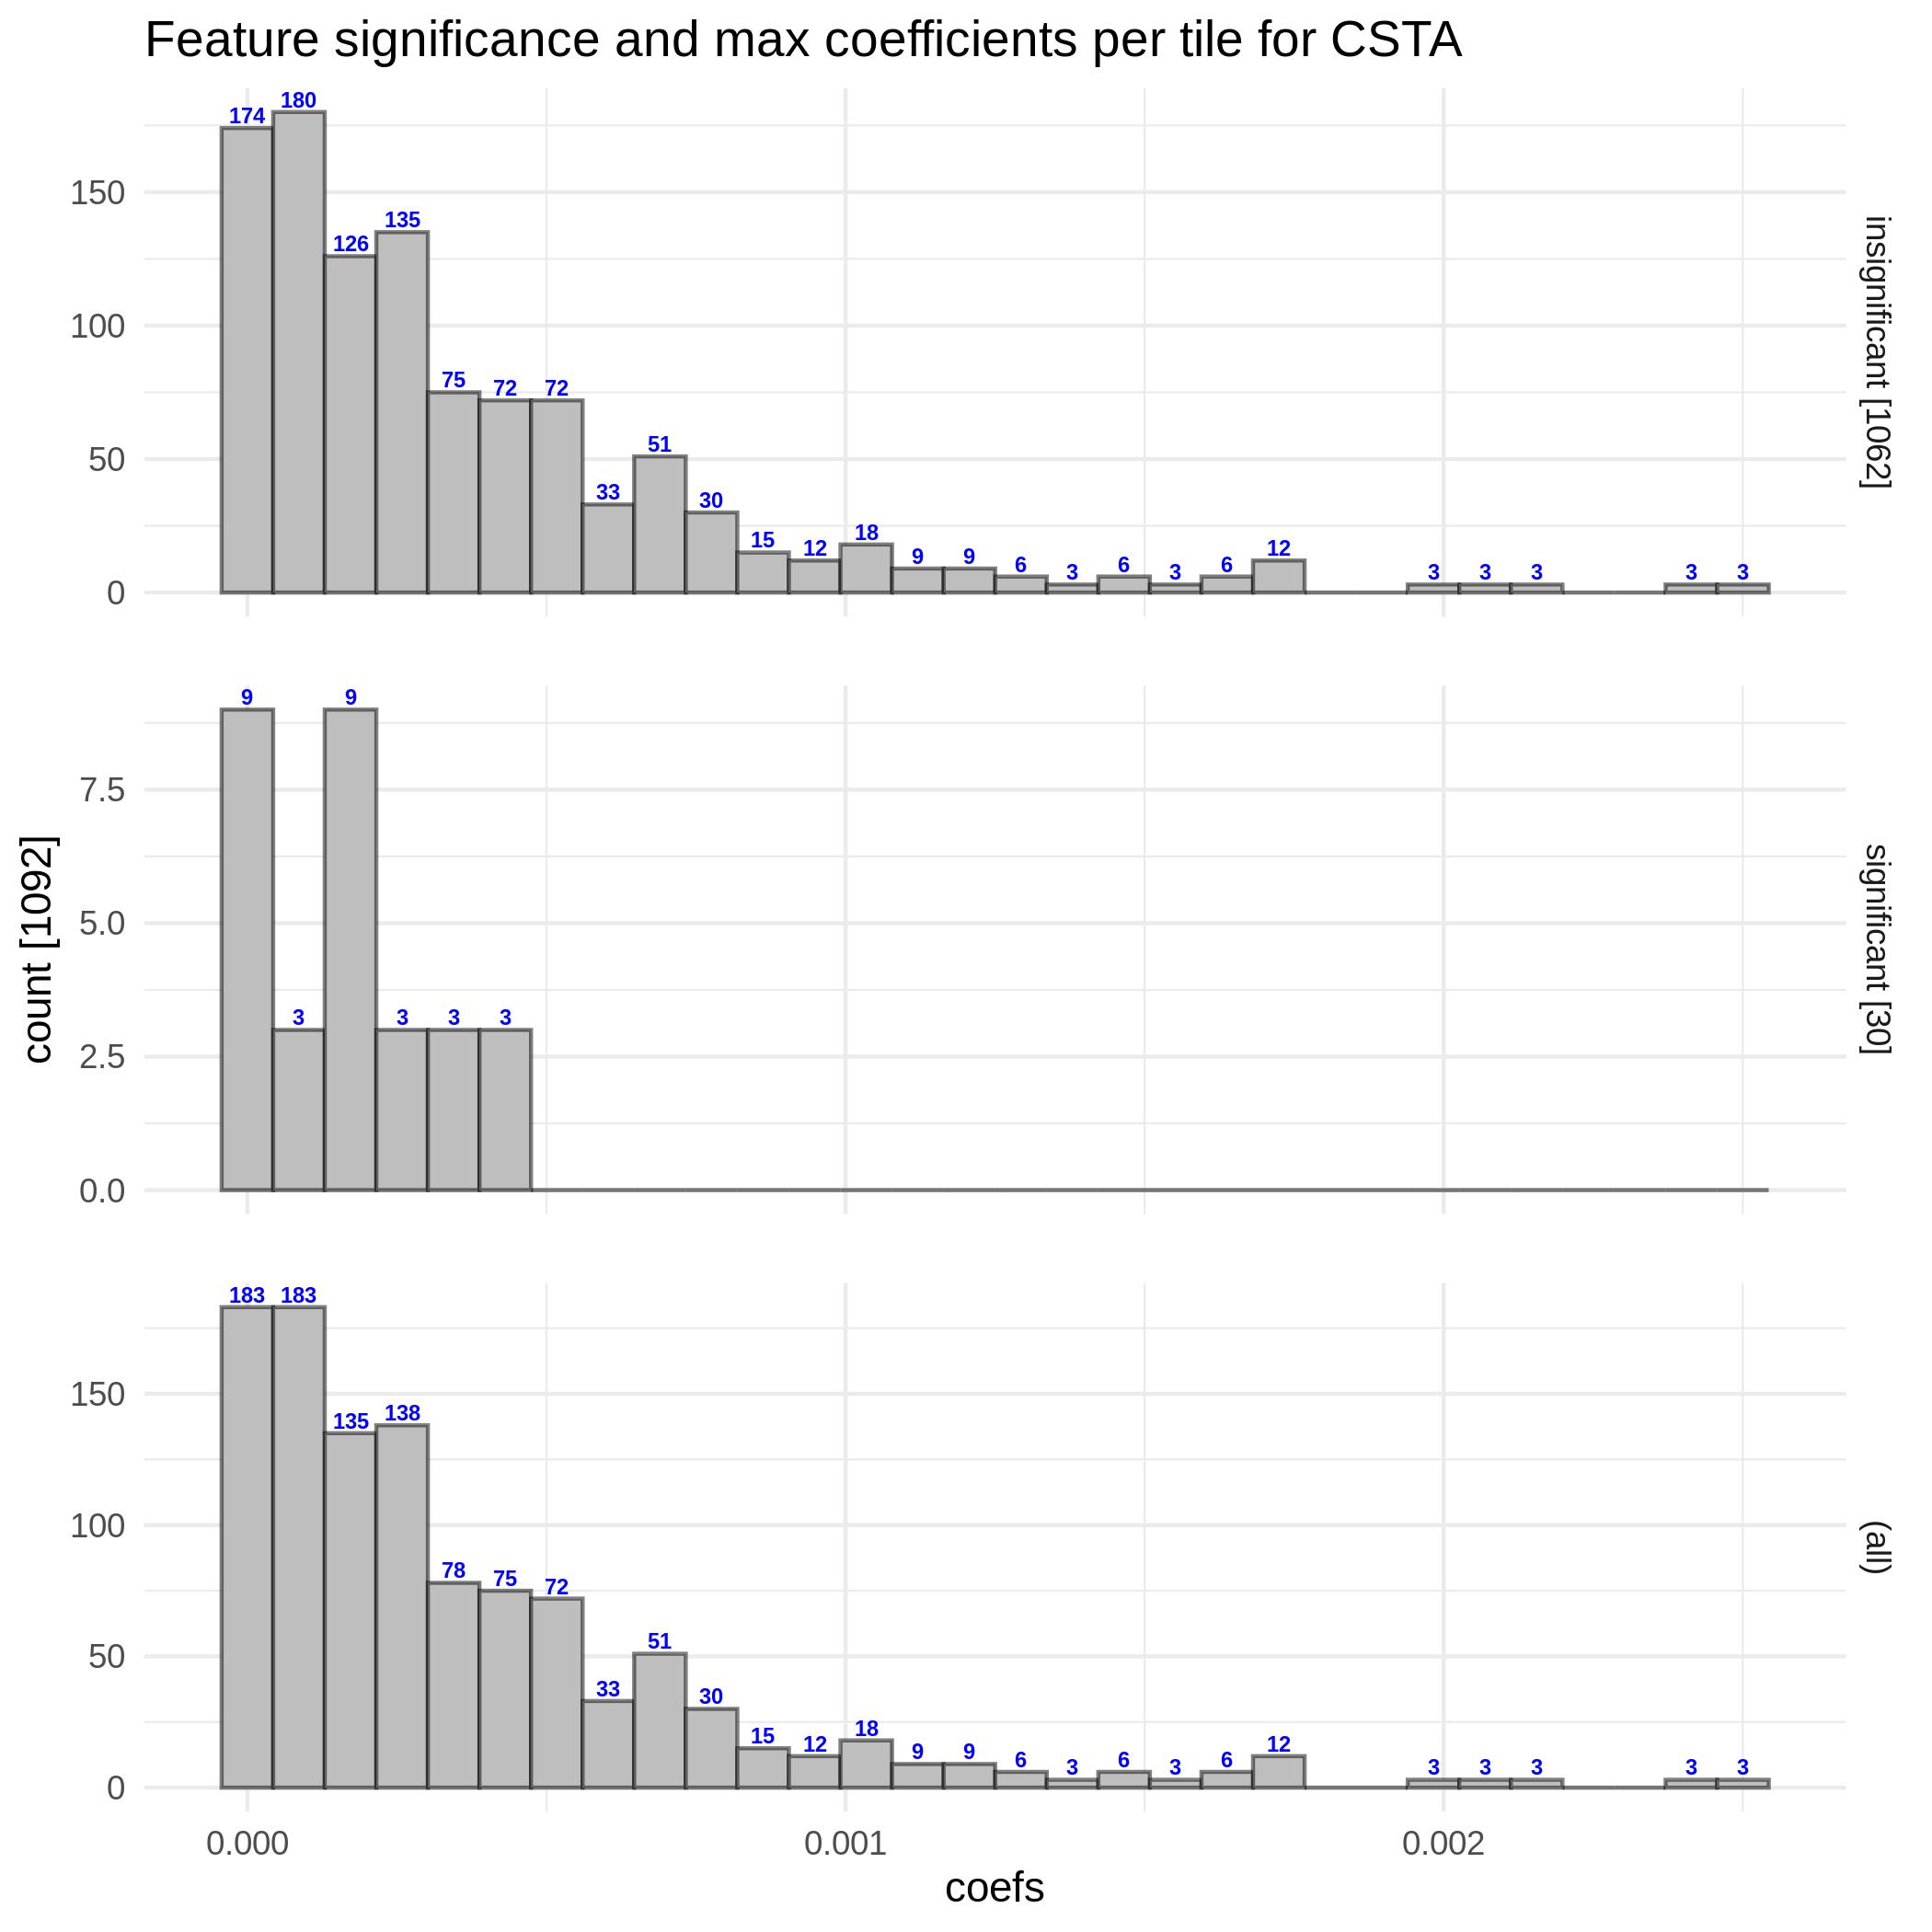 Feature significance and max coefficients per tile for CSTA
174 180 126 135 75 72 72 33 51 30 15 12 18 9 9 6 3 6 3 6 12 3 3 3 3 3
150
100
50
0
insignificant [1062]
9 3 9 3 3 3
7.5
5.0
2.5
0.0
significant [30]
count [1092]
183 183 135 138 78 75 72 33 51 30 15 12 18 9 9 6 3 6 3 6 12 3 3 3 3 3
150
100
50
0
(all)
0.000 0.001 0.002
coefs